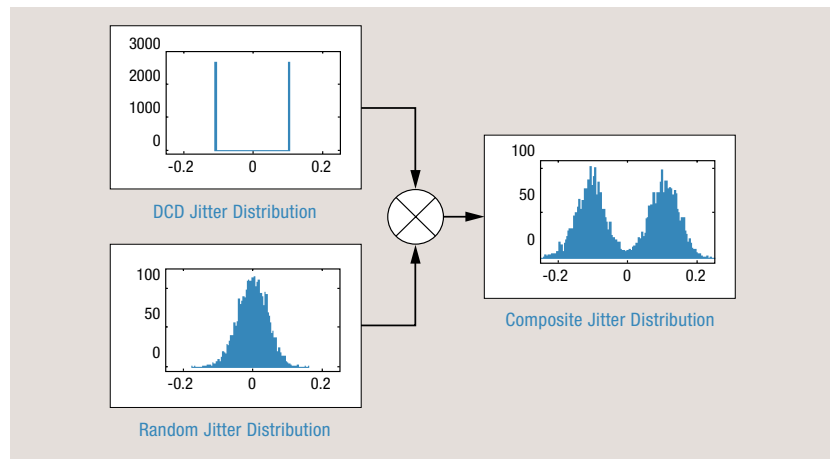 3000
2000
1000
0
-0.2 0 0.2
DCD Jitter Distribution
100
50
0
-0.2 0 0.2
Random Jitter Distribution
100
50
0
-0.2 0 0.2
Composite Jitter Distribution